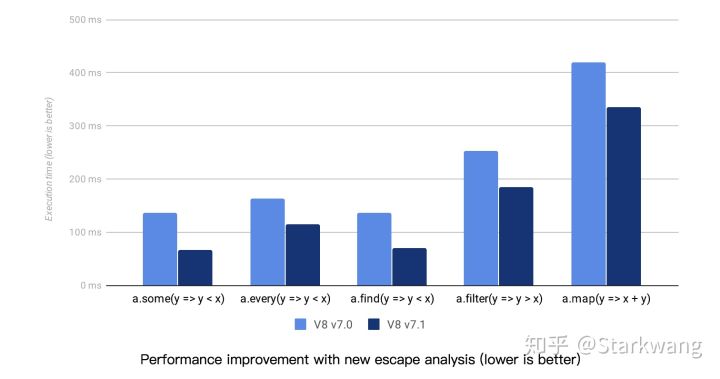 500 ms
400 ms
300 ms
200 ms
100 ms
0 ms
Execution time (lower is better)
a.some(y => y < x)
a.every(y => y < x)
a.find(y => y < x)
a.filter(y => y > x)
a.map(y => x + y)
V8 v7.0
V8 v7.1
知乎 @Starkwang
Performance improvement with new escape analysis (lower is better)